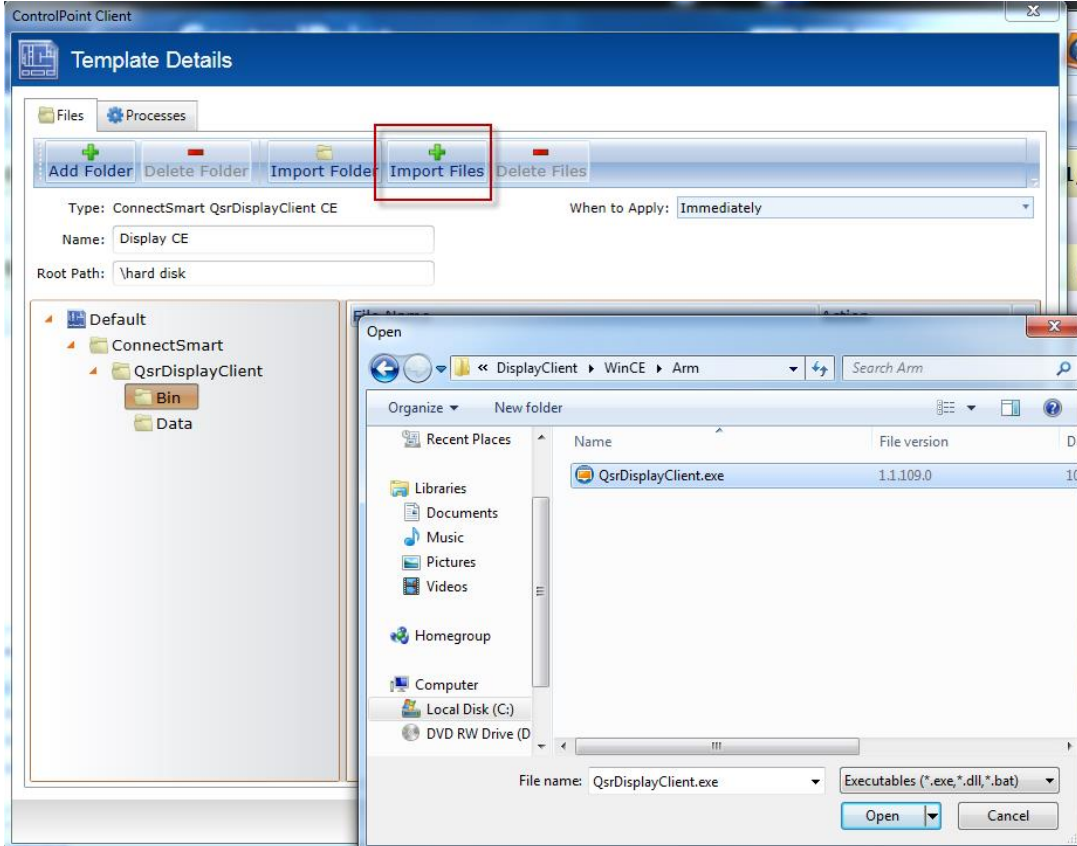 ControlPoint Client
Template Details
Files Processes
Add Folder Delete Folder Import Folder Import Files Delete Files
Type: ConnectSmart QsrDisplayClient CE When to Apply: Immediately
Name: Display CE
Root Path: \hard disk
Default
ConnectSmart
QsrDisplayClient
Bin
Data
Open
« DisplayClient WinCE Arm Search Arm
Organize New folder
Recent Places
Libraries
Documents
Music
Pictures
Videos
Homegroup
Computer
Local Disk (C:)
DVD RW Drive (D
Name File version D
QsrDisplayClient.exe 1.1.109.0 10
File name: QsrDisplayClient.exe Executables (*.exe,*.dll,*.bat)
Open Cancel